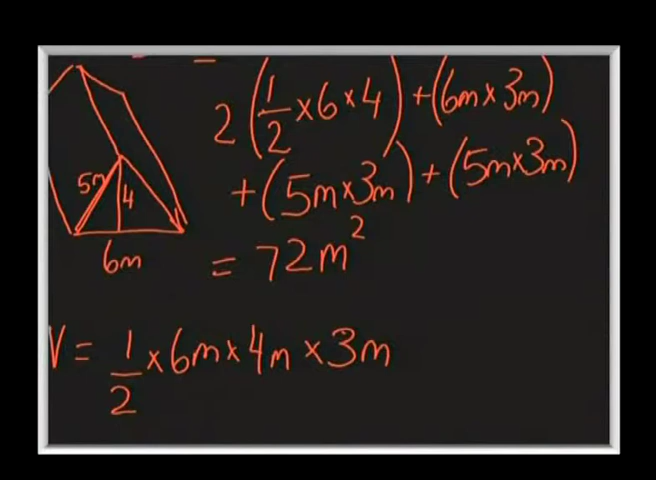 2(1/2 × 6 × 4) + (6m × 3m)
+ (5m × 3m) + (5m × 3m)
= 72m²
5m
4
6m
V = 1/2 × 6m × 4m × 3m